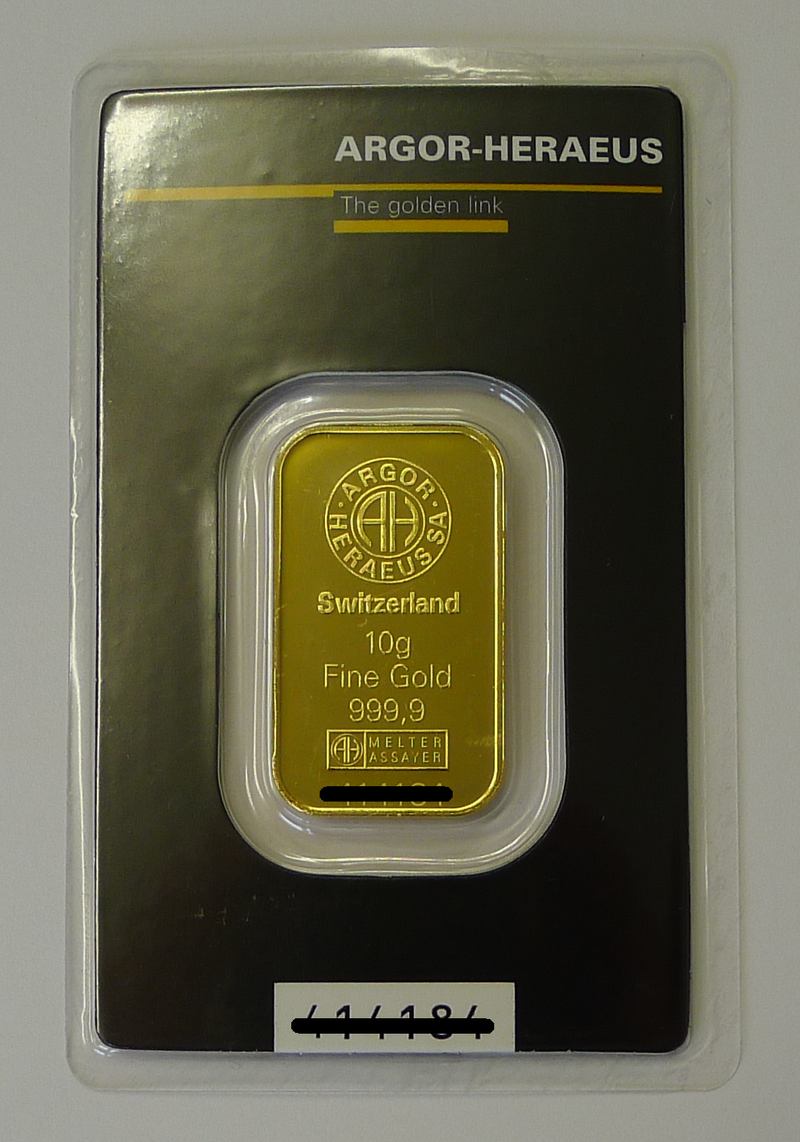 ARGOR-HERAEUS
The golden link
ARGOR
HERAEUS SA
AH
Switzerland
10g
Fine Gold
999,9
AH MELTER
ASSAYER